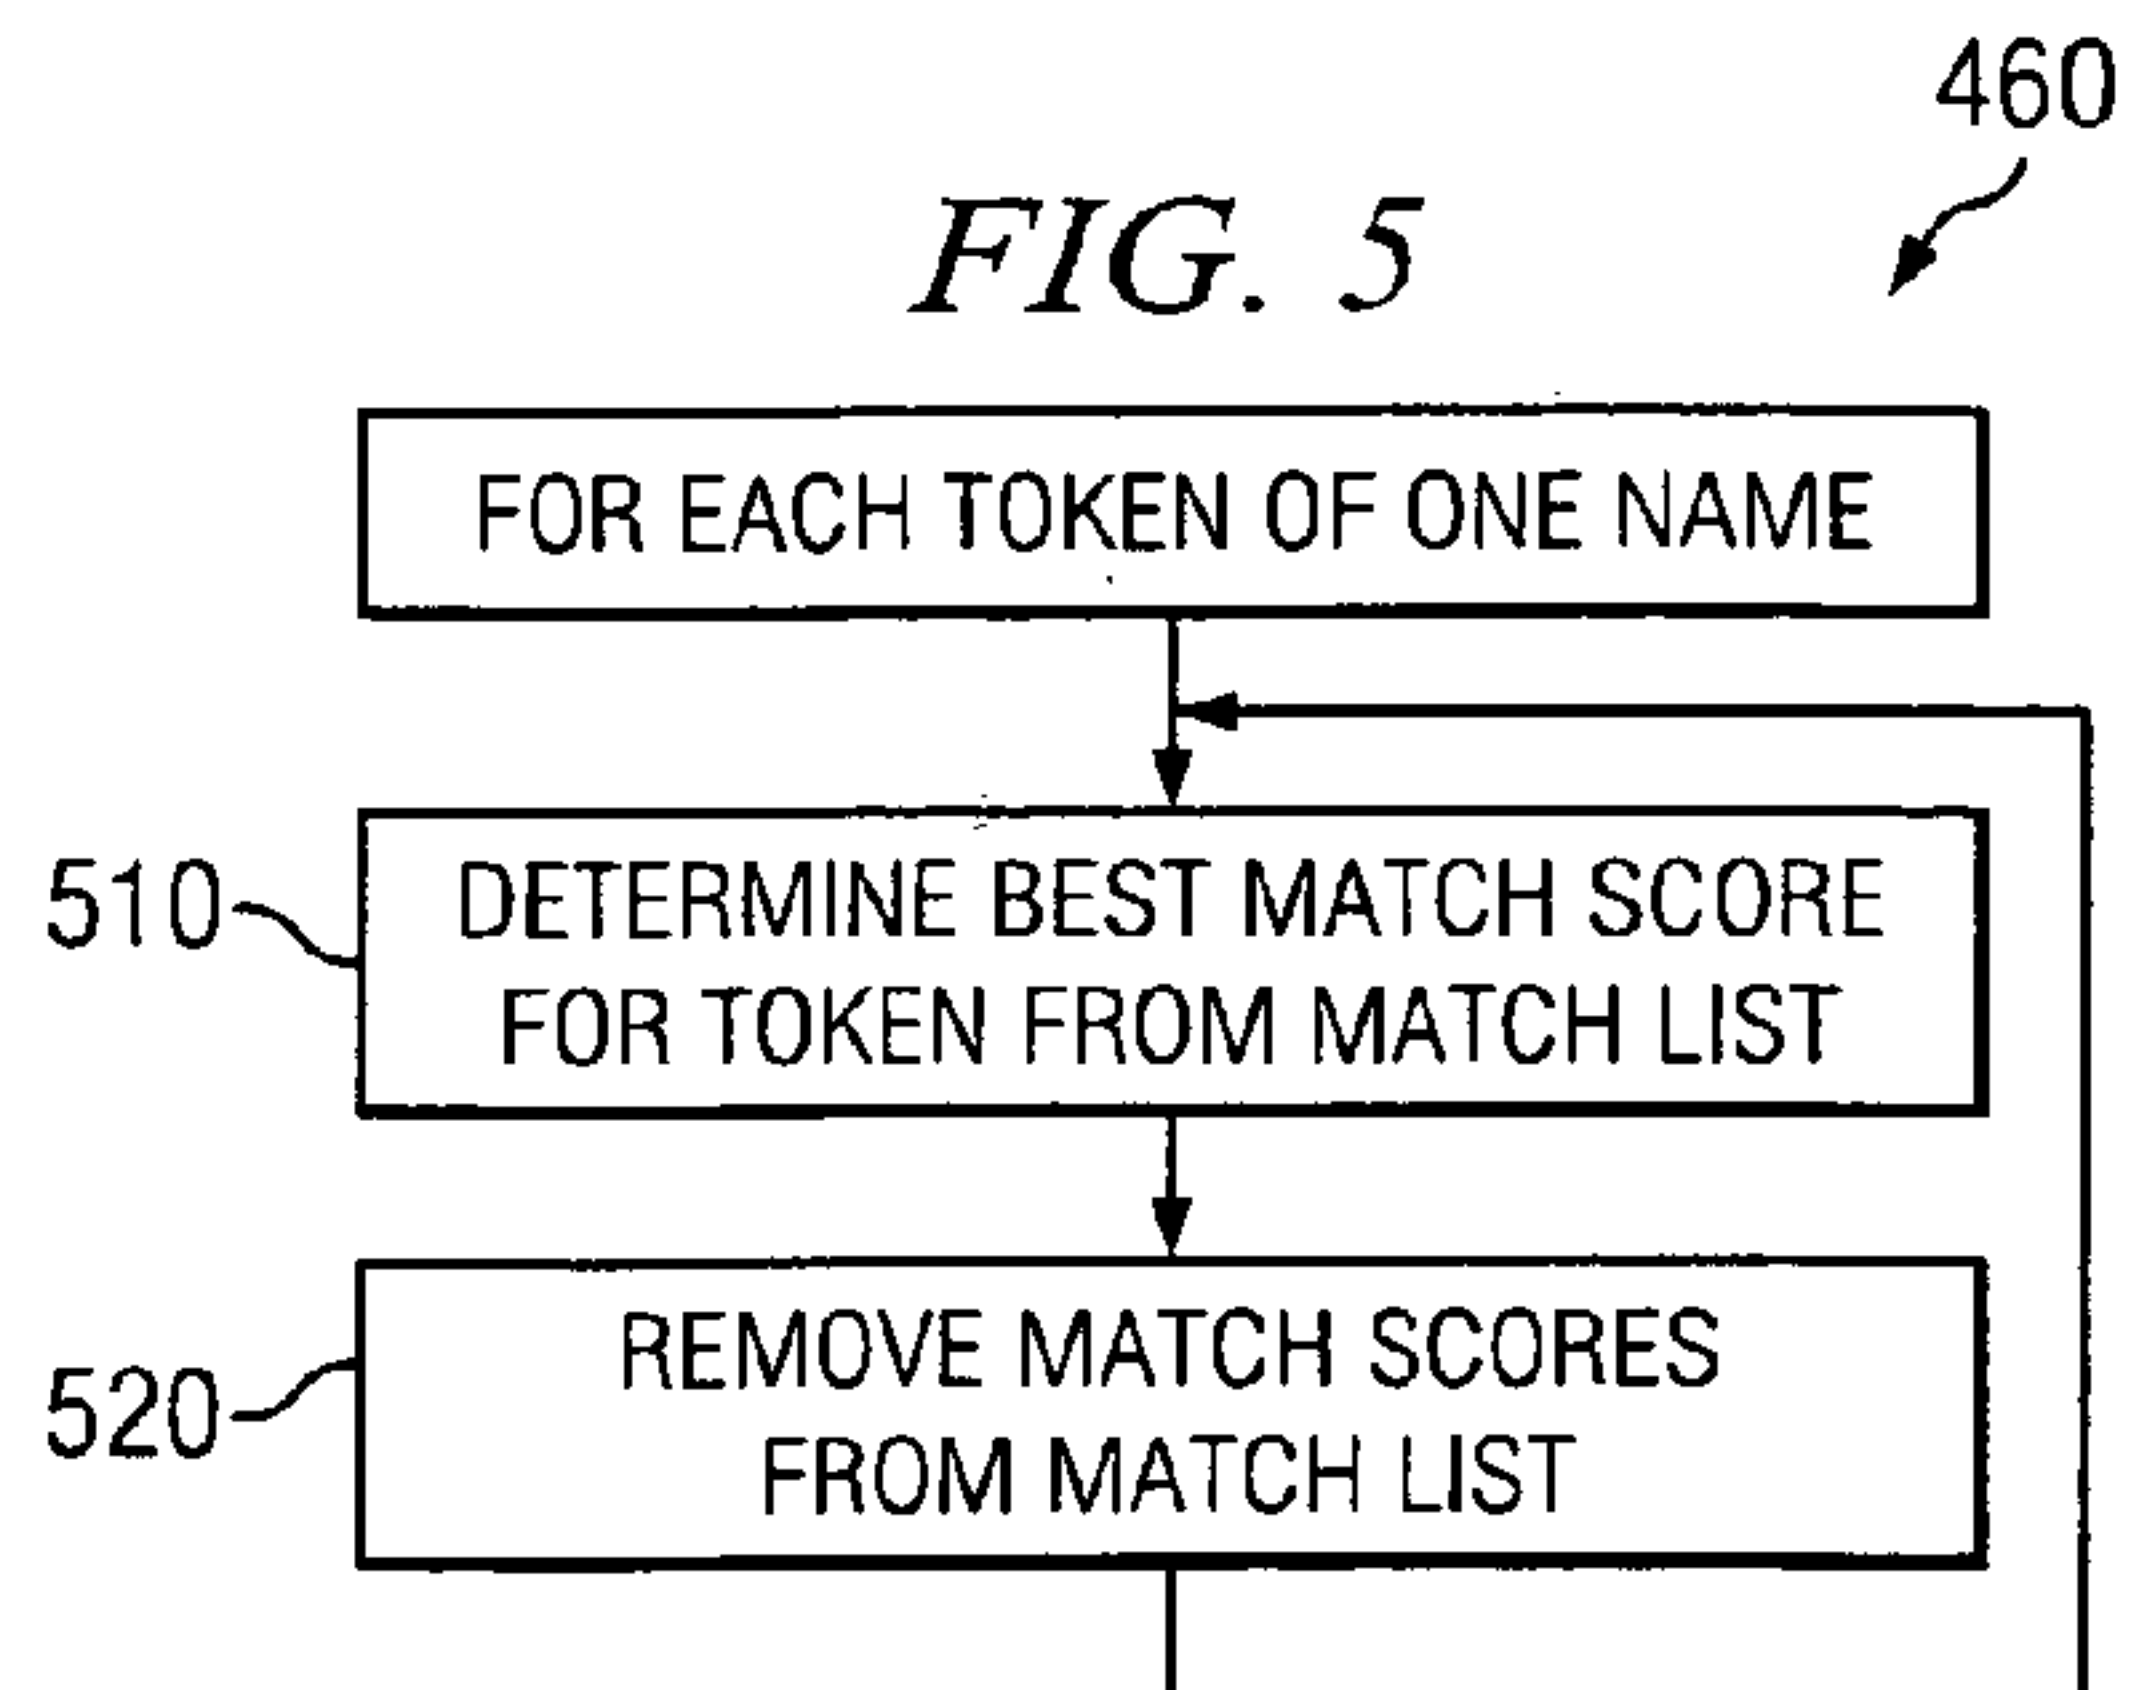 460
FIG. 5
FOR EACH TOKEN OF ONE NAME
510
DETERMINE BEST MATCH SCORE
FOR TOKEN FROM MATCH LIST
520
REMOVE MATCH SCORES
FROM MATCH LIST